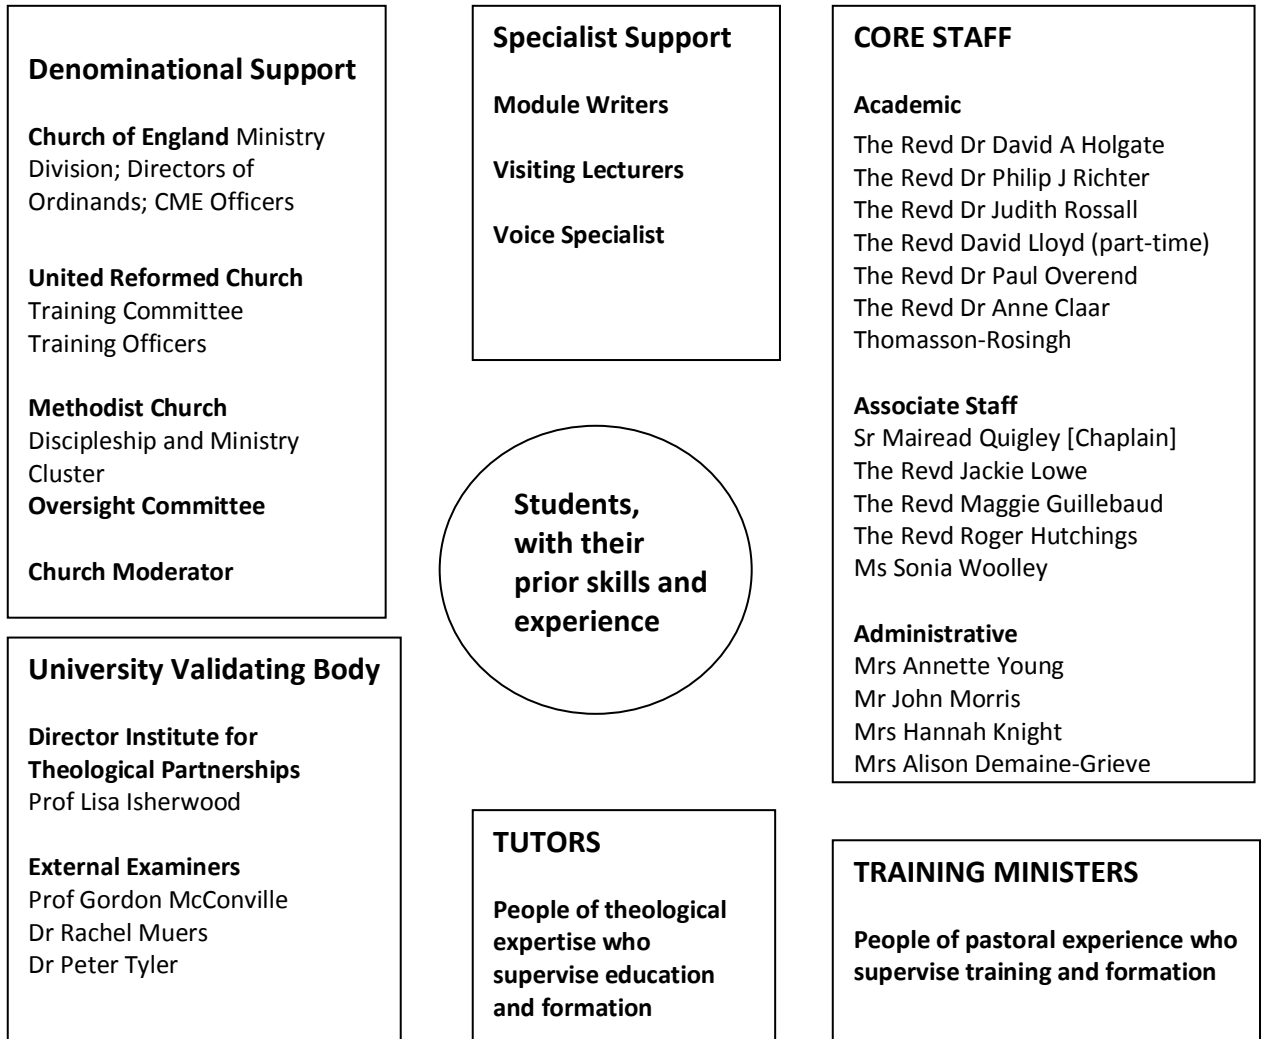 Denominational Support
Church of England Ministry
Division; Directors of
Ordinands; CME Officers
United Reformed Church
Training Committee
Training Officers
Methodist Church
Discipleship and Ministry
Cluster
Oversight Committee
Church Moderator
University Validating Body
Director Institute for
Theological Partnerships
Prof Lisa Isherwood
External Examiners
Prof Gordon McConville
Dr Rachel Muers
Dr Peter Tyler
Specialist Support
Module Writers
Visiting Lecturers
Voice Specialist
Students,
with their
prior skills and
experience
TUTORS
People of theological
expertise who
supervise education
and formation
CORE STAFF
Academic
The Revd Dr David A Holgate
The Revd Dr Philip J Richter
The Revd Dr Judith Rossall
The Revd David Lloyd (part-time)
The Revd Dr Paul Overend
The Revd Dr Anne Claar
Thomasson-Rosingh
Associate Staff
Sr Mairead Quigley [Chaplain]
The Revd Jackie Lowe
The Revd Maggie Guillebaud
The Revd Roger Hutchings
Ms Sonia Woolley
Administrative
Mrs Annette Young
Mr John Morris
Mrs Hannah Knight
Mrs Alison Demaine-Grieve
TRAINING MINISTERS
People of pastoral experience who
supervise training and formation